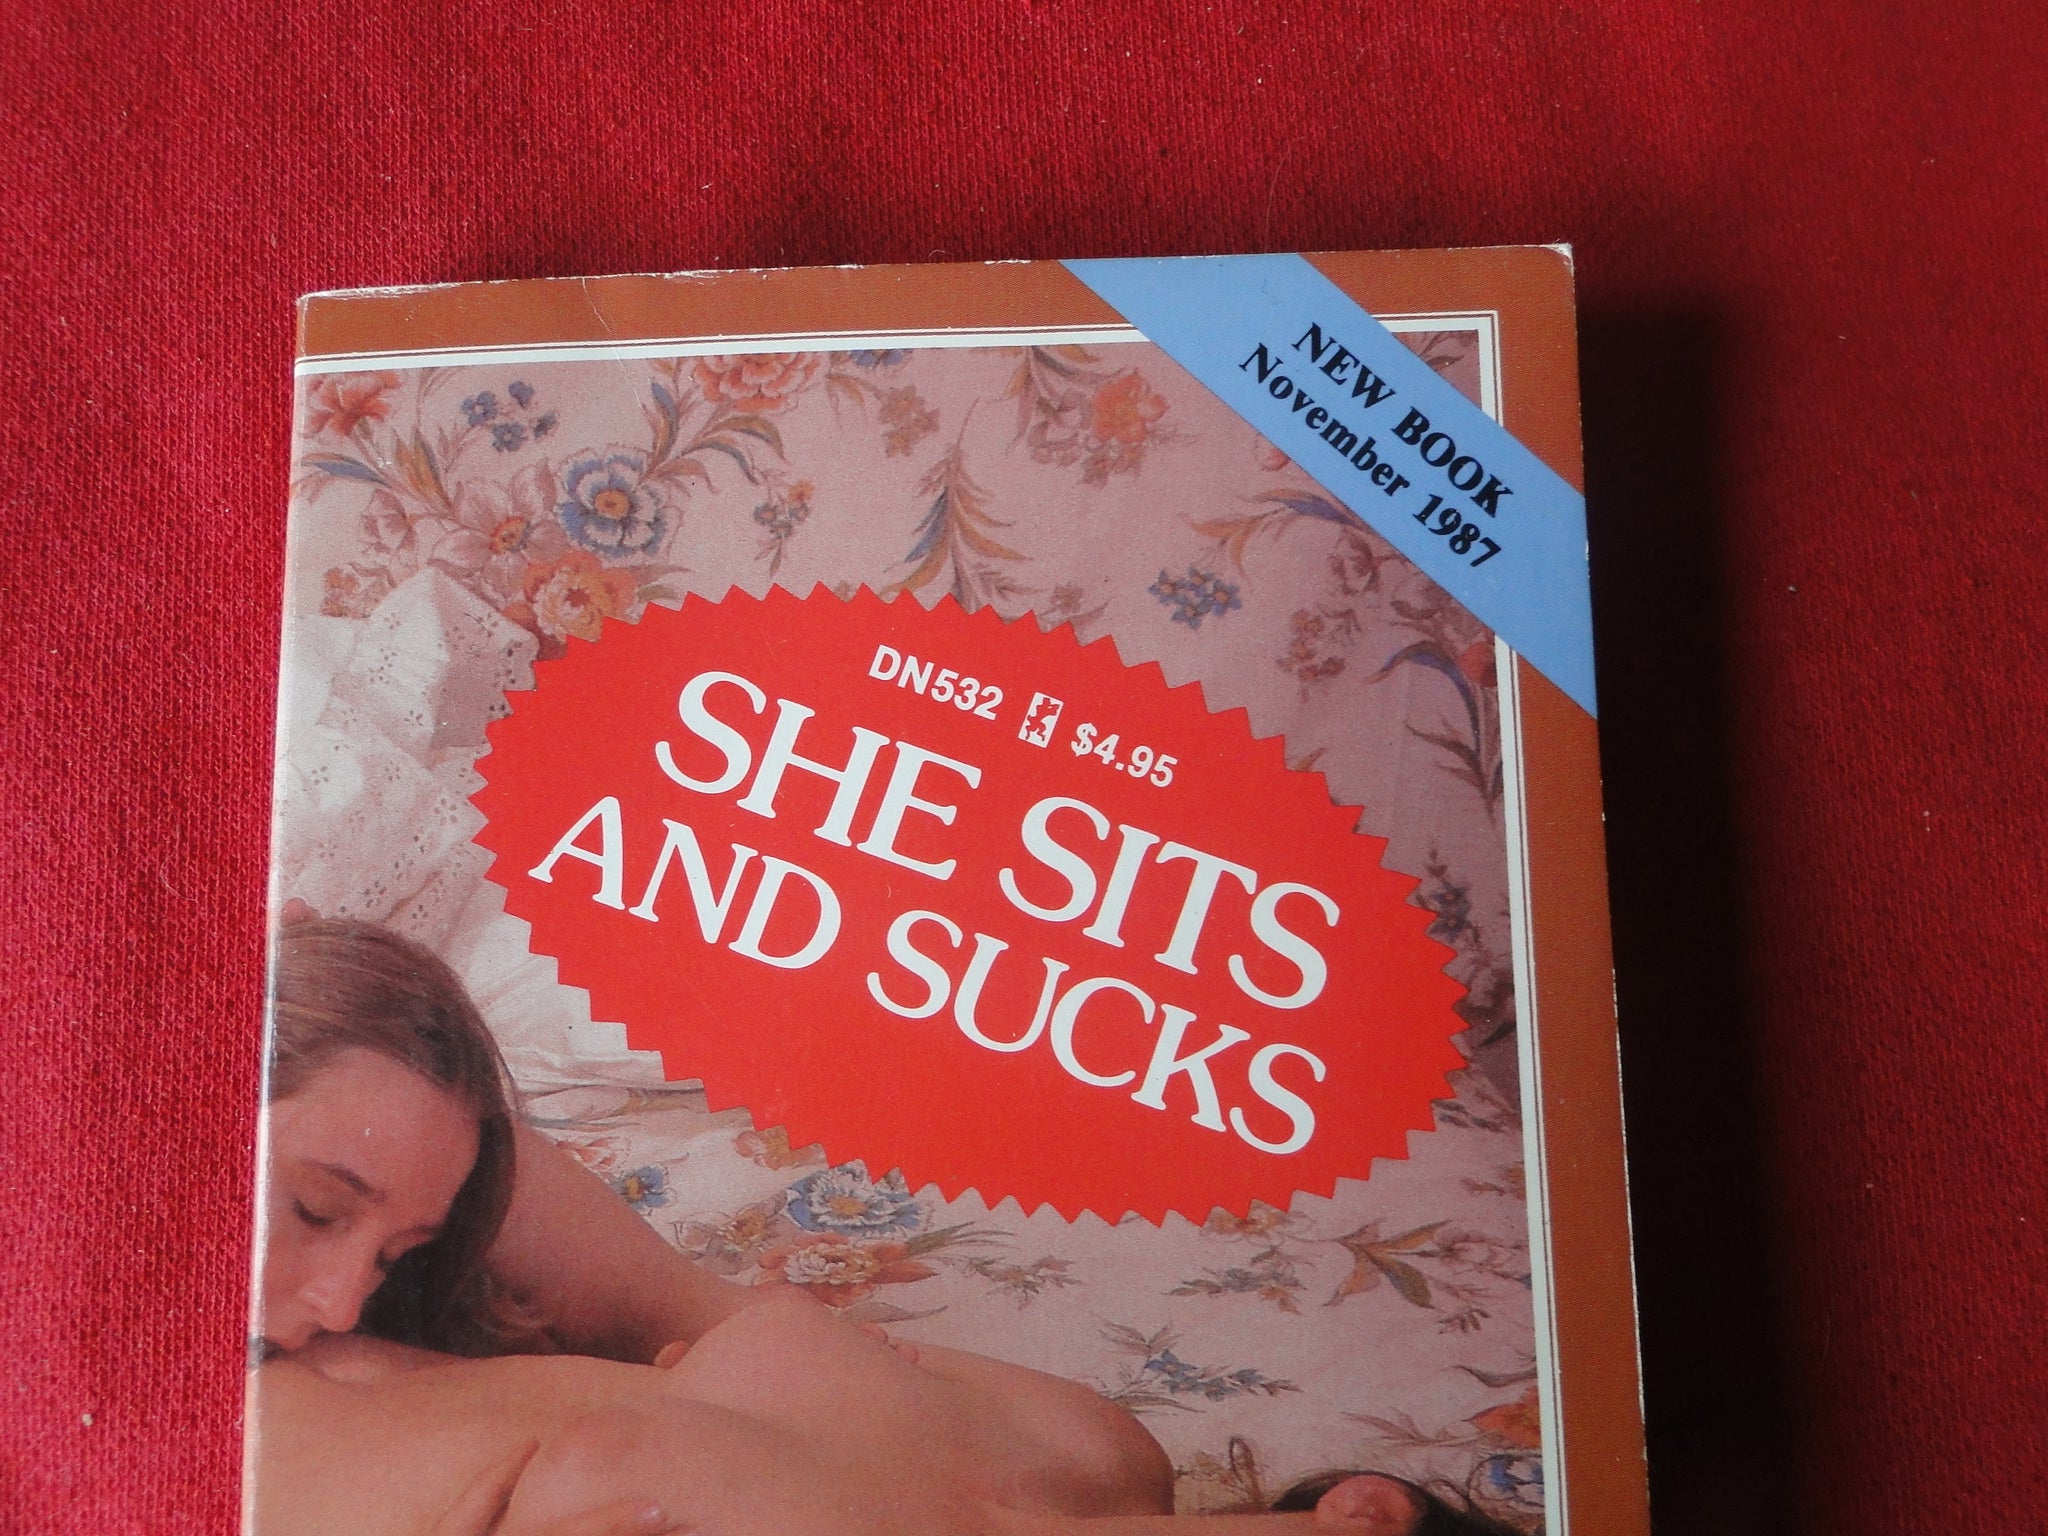 NEW BOOK
November 1987
DN532 $4.95
SHE SITS
AND SUCKS